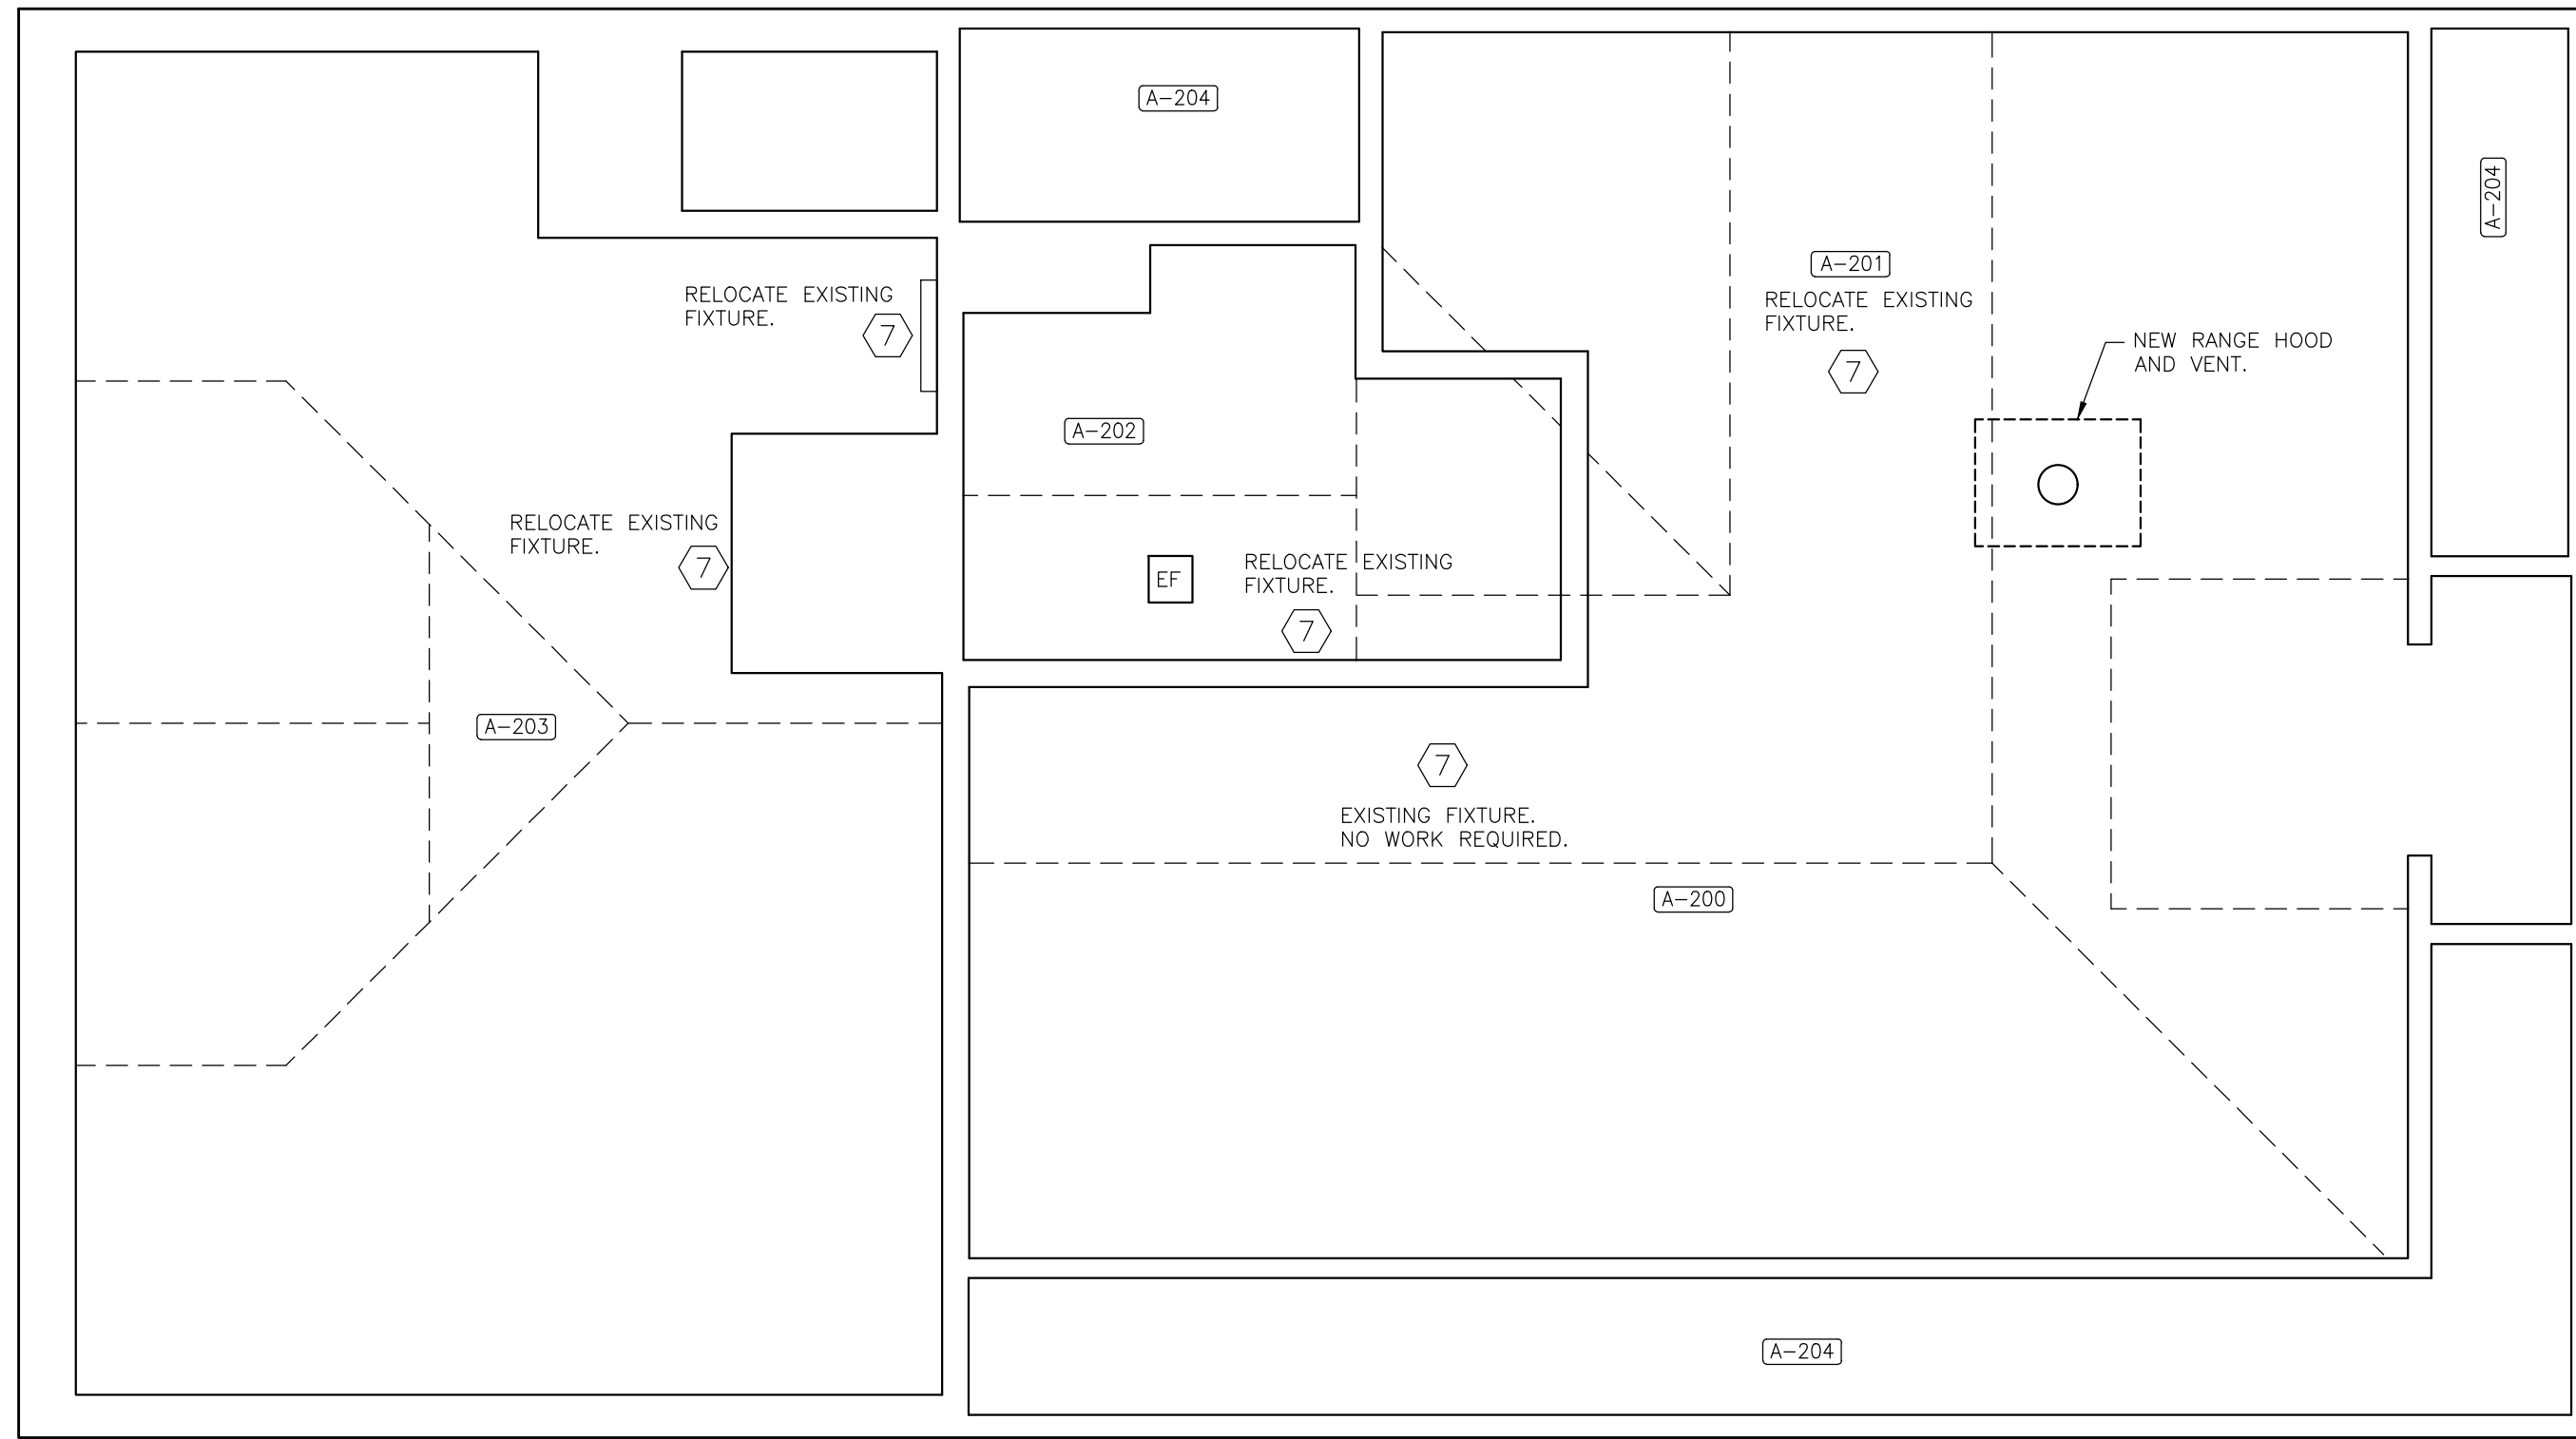 A-204
A-204
A-201
RELOCATE EXISTING
FIXTURE.
7
RELOCATE EXISTING
FIXTURE.
7
NEW RANGE HOOD
AND VENT.
A-202
RELOCATE EXISTING
FIXTURE.
7
EF
RELOCATE EXISTING
FIXTURE.
7
A-203
7
EXISTING FIXTURE.
NO WORK REQUIRED.
A-200
A-204